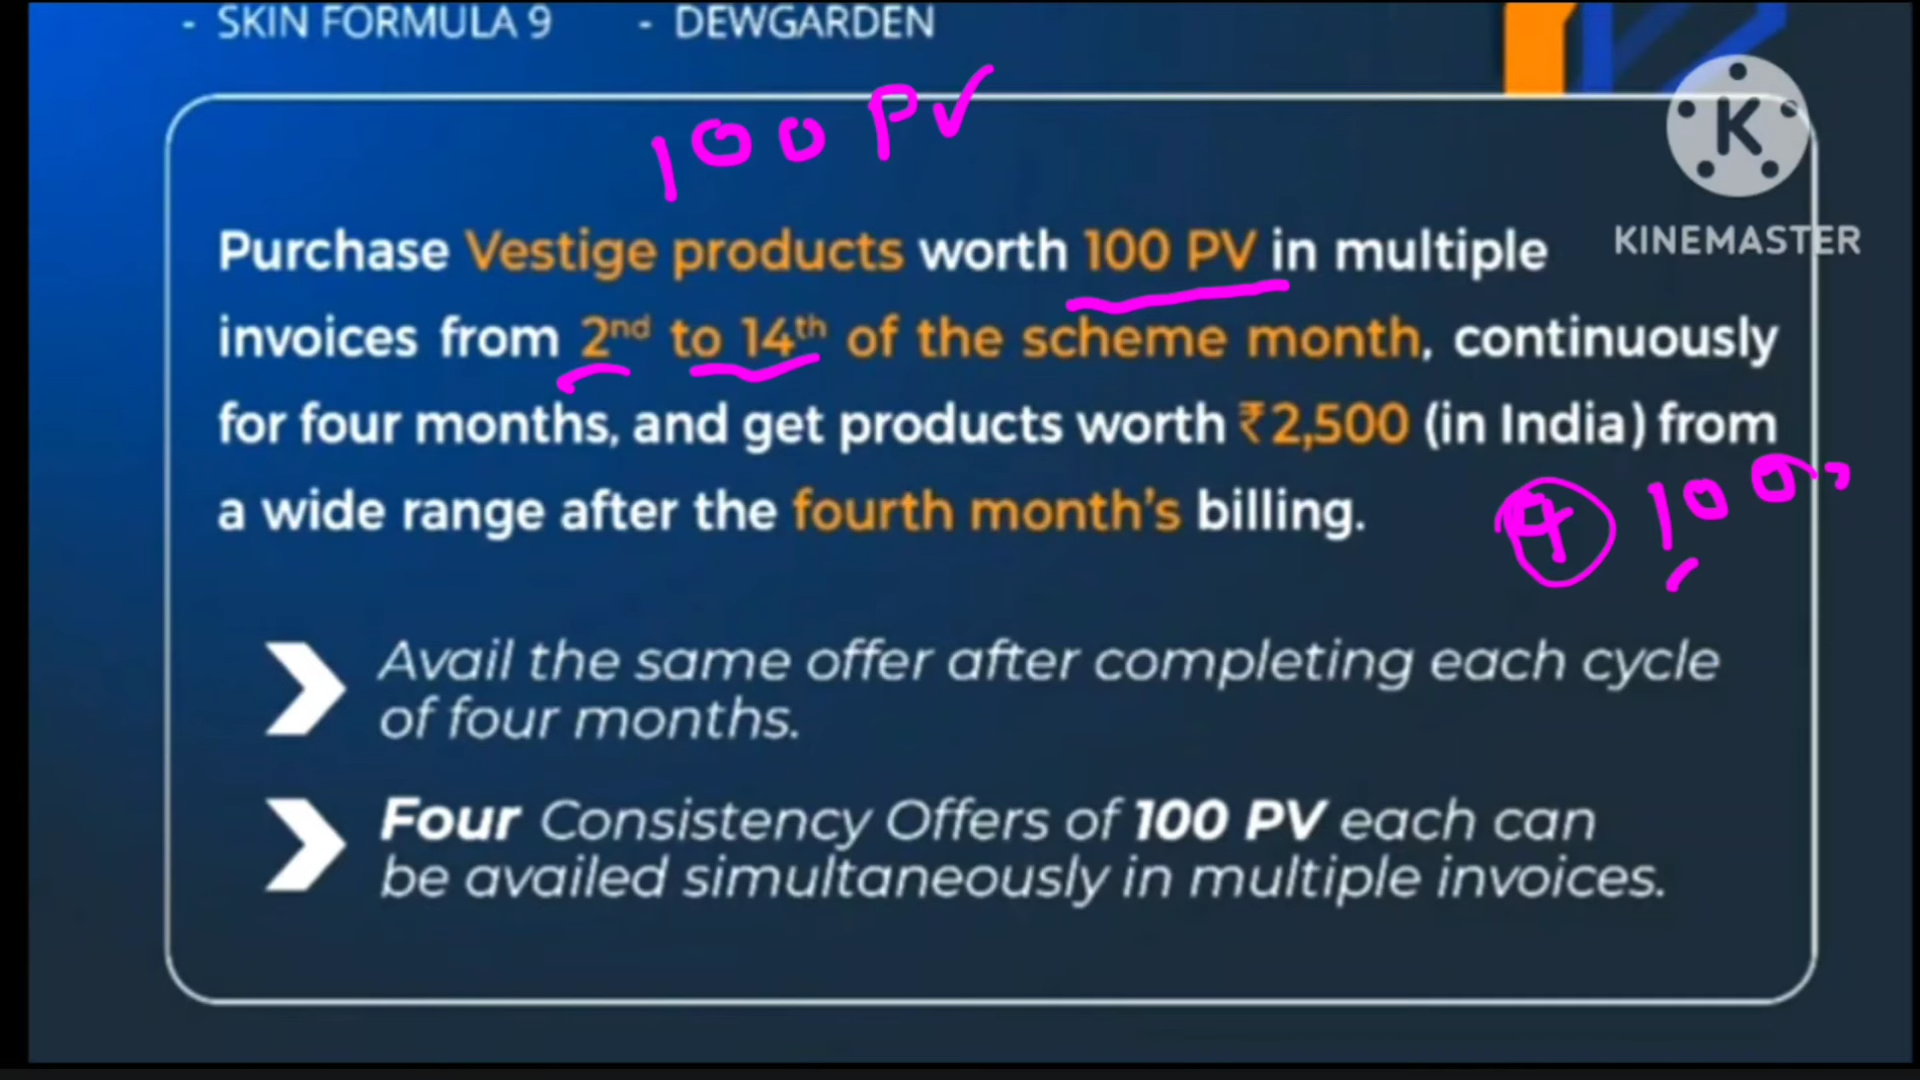 - SKIN FORMULA 9 - DEWGARDEN
100 PV
KINEMASTER
Purchase Vestige products worth 100 PV in multiple
invoices from 2nd to 14th of the scheme month, continuously
for four months, and get products worth ₹2,500 (in India) from
a wide range after the fourth month's billing.
4 100
Avail the same offer after completing each cycle
of four months.
Four Consistency Offers of 100 PV each can
be availed simultaneously in multiple invoices.